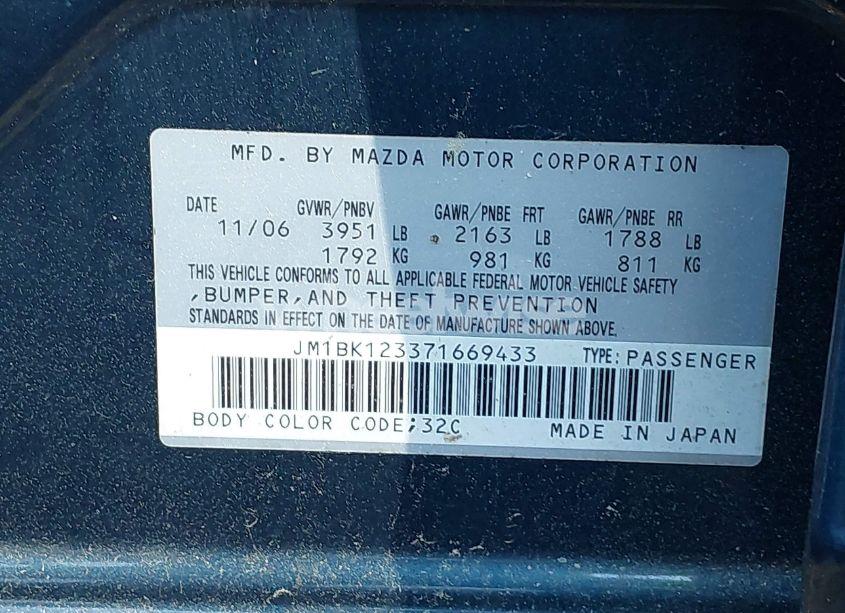 MFD. BY MAZDA MOTOR CORPORATION
DATE GVWR/PNBV GAWR/PNBE FRT GAWR/PNBE RR
11/06 3951 LB 2163 LB 1788 LB
1792 KG 981 KG 811 KG
THIS VEHICLE CONFORMS TO ALL APPLICABLE FEDERAL MOTOR VEHICLE SAFETY
,BUMPER,AND THEFT PREVENTION
STANDARDS IN EFFECT ON THE DATE OF MANUFACTURE SHOWN ABOVE.
JM1BK123371669433 TYPE: PASSENGER
BODY COLOR CODE;32C MADE IN JAPAN